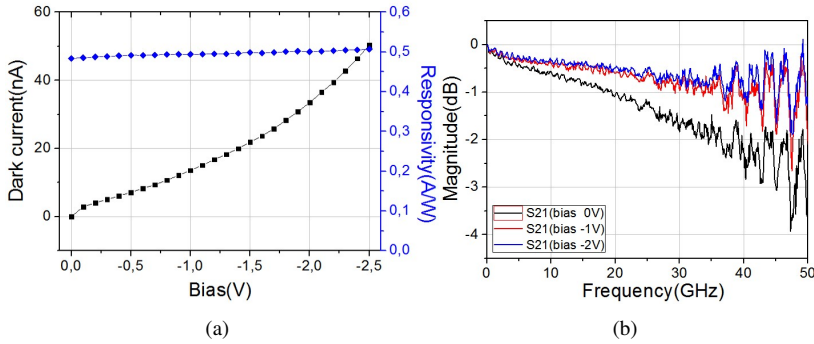 60
40
20
0
Dark current(nA)
0,0
-0,5
-1,0
-1,5
-2,0
-2,5
Bias(V)
0,6
0,5
0,4
0,3
0,2
0,1
0,0
Responsivity(A/W)
(a)
0
-1
-2
-3
-4
Magnitude(dB)
S21(bias 0V)
S21(bias -1V)
S21(bias -2V)
0
10
20
30
40
50
Frequency(GHz)
(b)